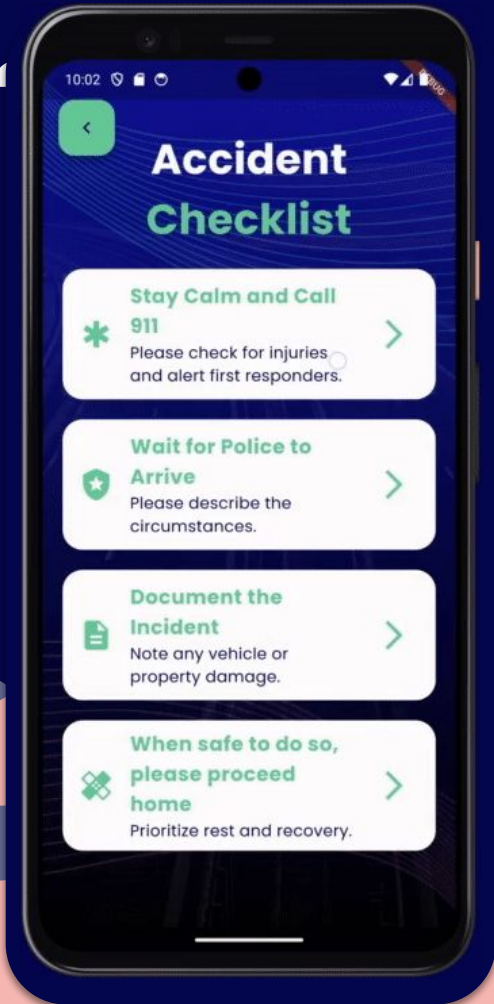 10:02
DEBUG
Accident
Checklist
Stay Calm and Call
911
Please check for injuries
and alert first responders.
Wait for Police to
Arrive
Please describe the
circumstances.
Document the
Incident
Note any vehicle or
property damage.
When safe to do so,
please proceed
home
Prioritize rest and recovery.